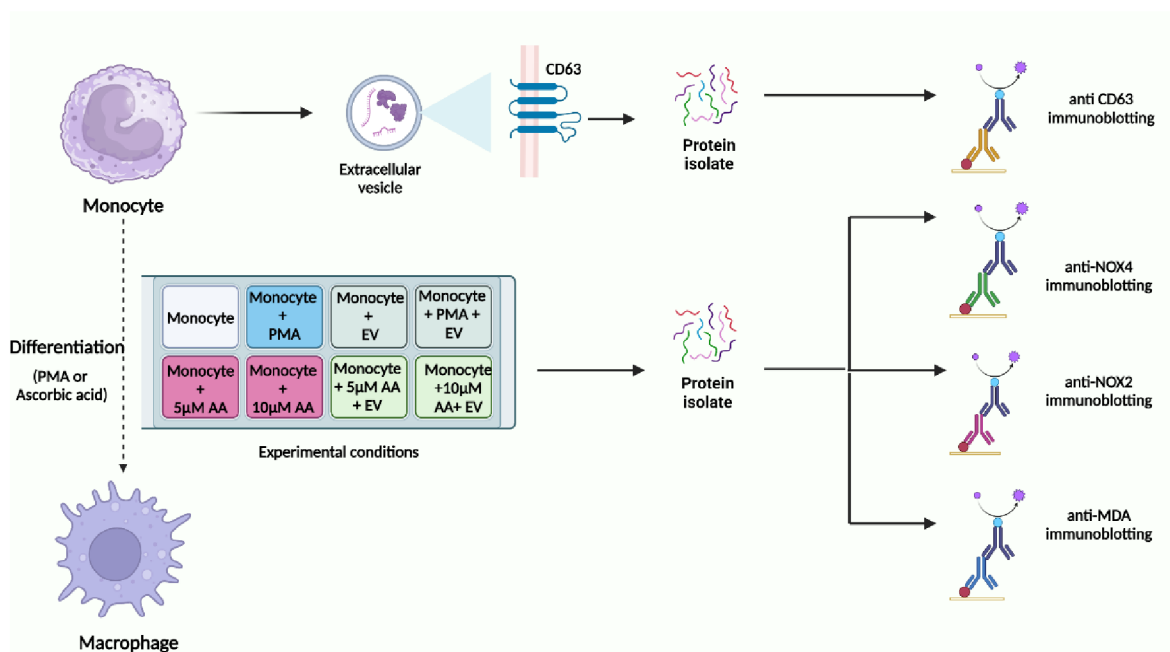 CD63
anti CD63
immunoblotting
Extracellular
vesicle
Protein
isolate
Monocyte
anti-NOX4
immunoblotting
Monocyte
Monocyte
+
PMA
Monocyte
+
EV
Monocyte
+ PMA +
EV
Differentiation
(PMA or
Ascorbic acid)
Monocyte
+
5µM AA
Monocyte
+
10µM AA
Monocyte
+ 5µM AA
+ EV
Monocyte
+10µM
AA+ EV
Experimental conditions
Protein
isolate
anti-NOX2
immunoblotting
anti-MDA
immunoblotting
Macrophage